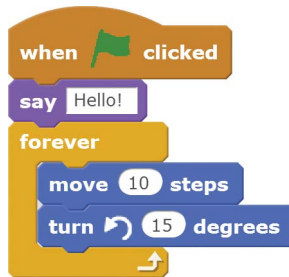 when clicked
say Hello!
forever
move 10 steps
turn 15 degrees